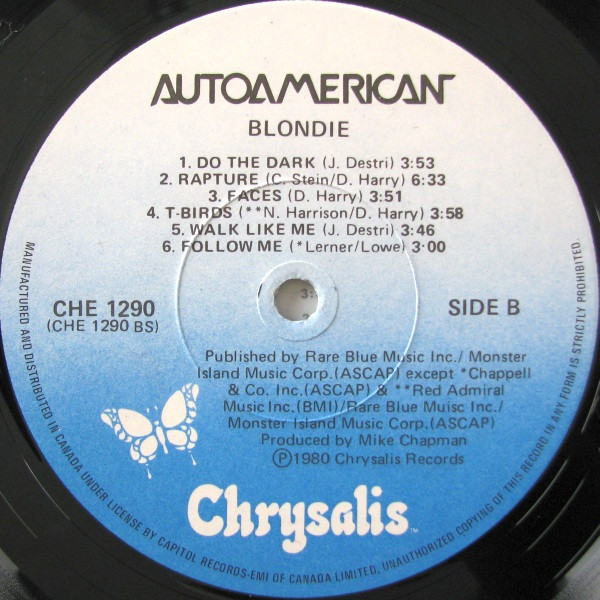 AUTOAMERICAN
BLONDIE
1. DO THE DARK (J. Destri) 3:53
2. RAPTURE (C. Stein/D. Harry) 6:33
3. FACES (D. Harry) 3:51
4. T-BIRDS (**N. Harrison/D. Harry) 3:58
5. WALK LIKE ME (J. Destri) 3:46
6. FOLLOW ME (*Lerner/Lowe) 3:00
CHE 1290
(CHE 1290 BS)
SIDE B
Published by Rare Blue Music Inc./ Monster
Island Music Corp.(ASCAP) except *Chappell
& Co. Inc.(ASCAP) & **Red Admiral
Music Inc.(BMI)/Rare Blue Muisc Inc./
Monster Island Music Corp.(ASCAP)
Produced by Mike Chapman
Ⓟ1980 Chrysalis Records
Chrysalis™
MANUFACTURED AND DISTRIBUTED IN CANADA UNDER LICENSE BY CAPITOL RECORDS-EMI OF CANADA LIMITED. UNAUTHORIZED COPYING OF THIS RECORD IN ANY FORM IS STRICTLY PROHIBITED.